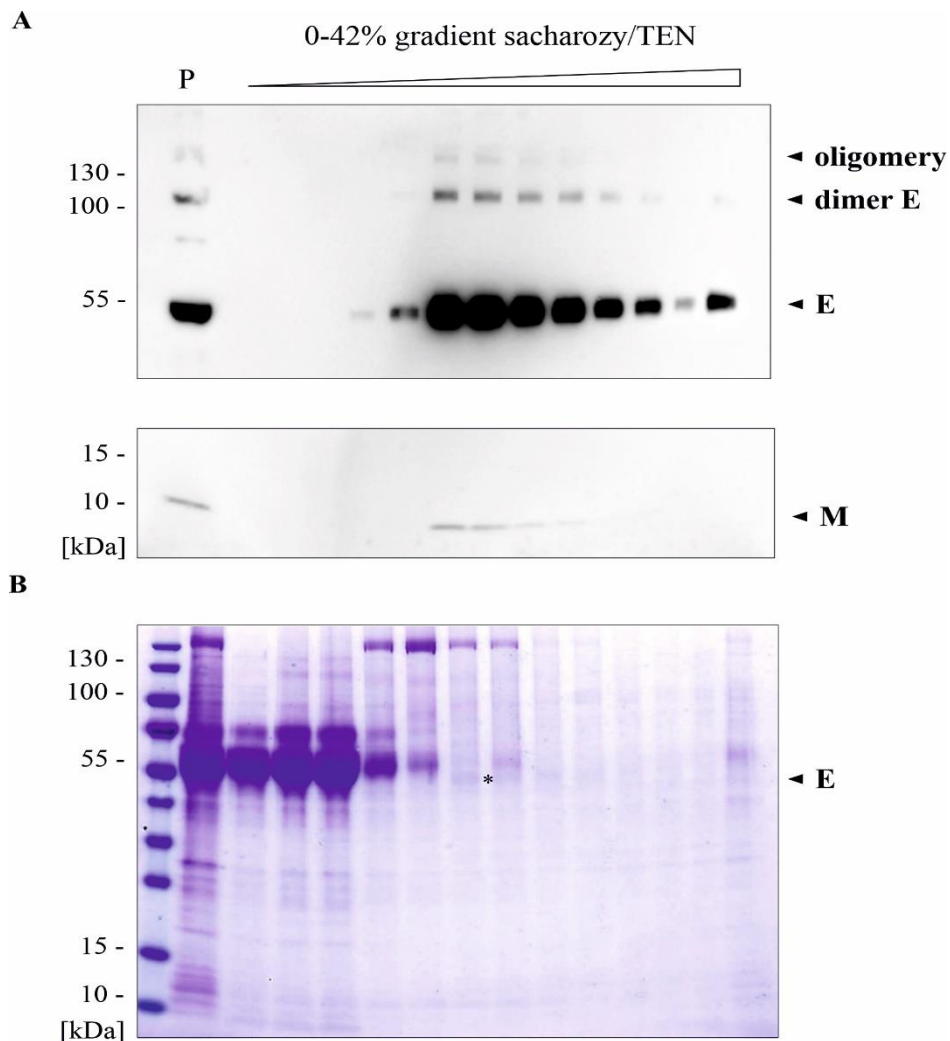 A
0-42% gradient sacharozy/TEN
P
130 -
100 -
55 -
◄ oligomery
◄ dimer E
◄ E
15 -
10 -
[kDa]
◄ M
B
130 -
100 -
55 -
15 -
10 -
[kDa]
*
◄ E